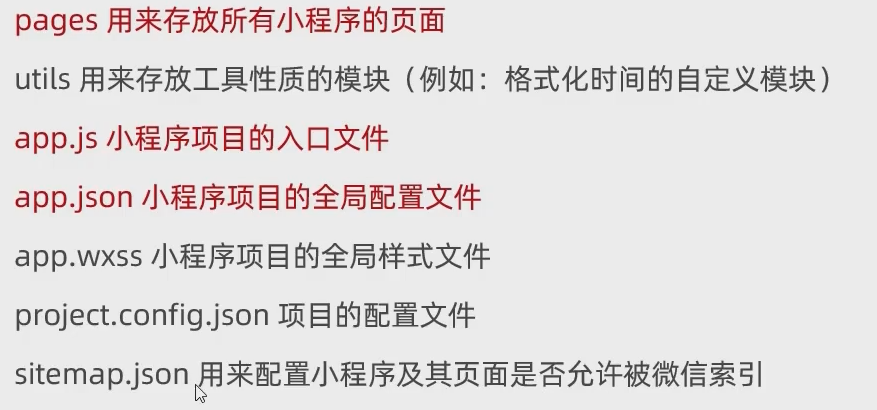 pages 用来存放所有小程序的页面
utils 用来存放工具性质的模块（例如：格式化时间的自定义模块）
app.js 小程序项目的入口文件
app.json 小程序项目的全局配置文件
app.wxss 小程序项目的全局样式文件
project.config.json 项目的配置文件
sitemap.json 用来配置小程序及其页面是否允许被微信索引